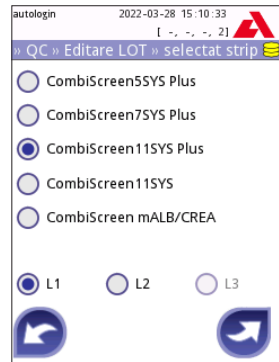 autologin 2022-03-28 15:10:33
[ -, -, -, 2]
» QC » Editare LOT » selectat strip
CombiScreen5SYS Plus
CombiScreen7SYS Plus
CombiScreen11SYS Plus
CombiScreen11SYS
CombiScreen mALB/CREA
L1 L2 L3